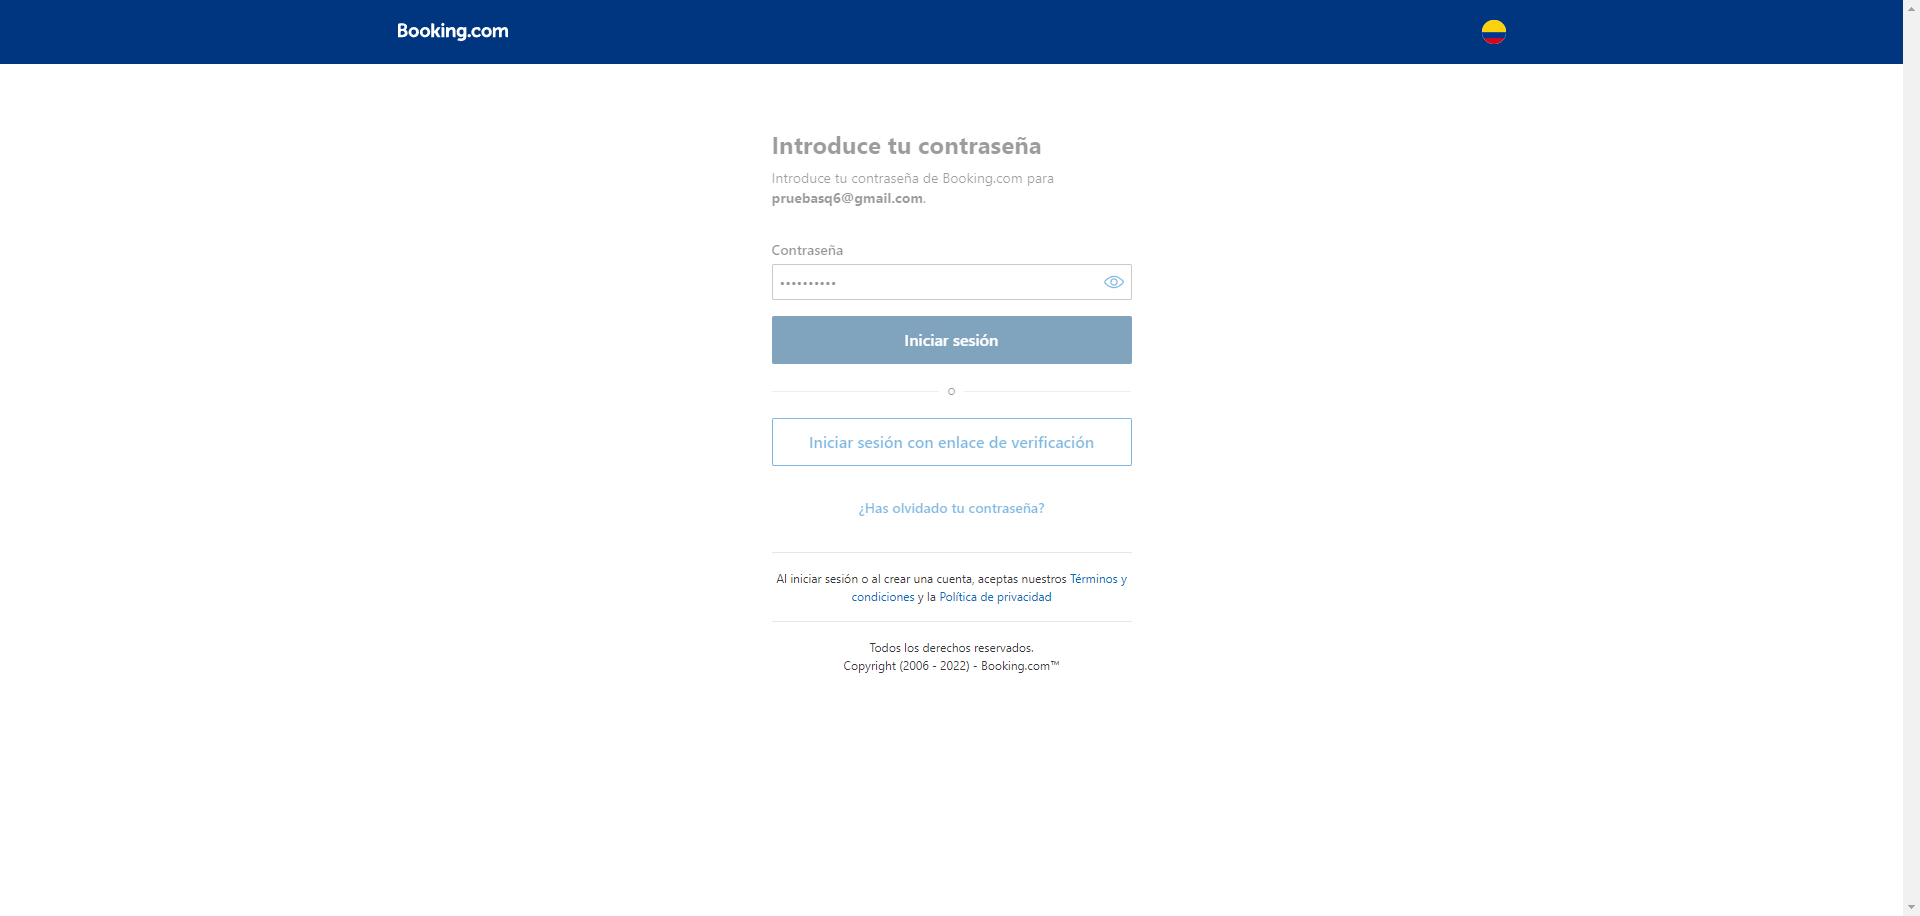 Booking.com
Introduce tu contraseña
Introduce tu contraseña de Booking.com para
pruebasq6@gmail.com.
Contraseña
••••••••••
Iniciar sesión
o
Iniciar sesión con enlace de verificación
¿Has olvidado tu contraseña?
Al iniciar sesión o al crear una cuenta, aceptas nuestros Términos y
condiciones y la Política de privacidad
Todos los derechos reservados.
Copyright (2006 - 2022) - Booking.com™